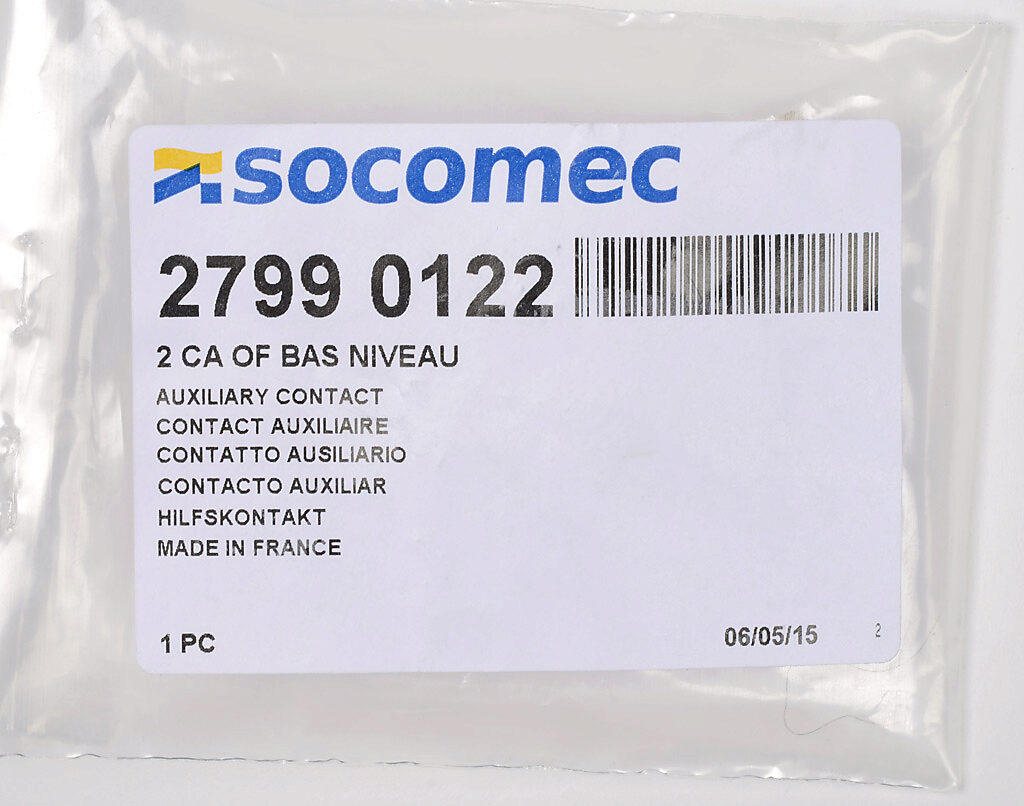 socomec
2799 0122
2 CA OF BAS NIVEAU
AUXILIARY CONTACT
CONTACT AUXILIAIRE
CONTATTO AUSILIARIO
CONTACTO AUXILIAR
HILFSKONTAKT
MADE IN FRANCE
1 PC
06/05/15
2